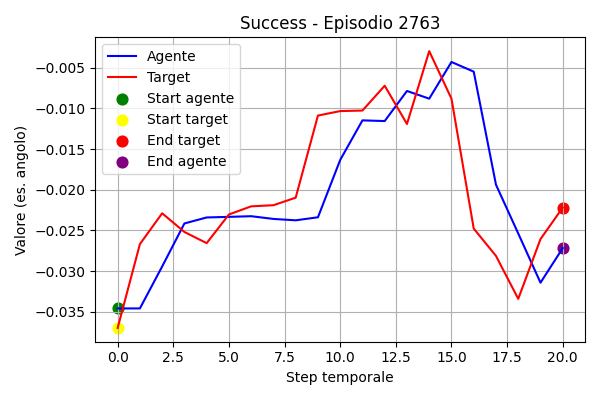 Success - Episodio 2763
Agente
Target
Start agente
Start target
End target
End agente
Valore (es. angolo)
−0.005
−0.010
−0.015
−0.020
−0.025
−0.030
−0.035
0.0 2.5 5.0 7.5 10.0 12.5 15.0 17.5 20.0
Step temporale